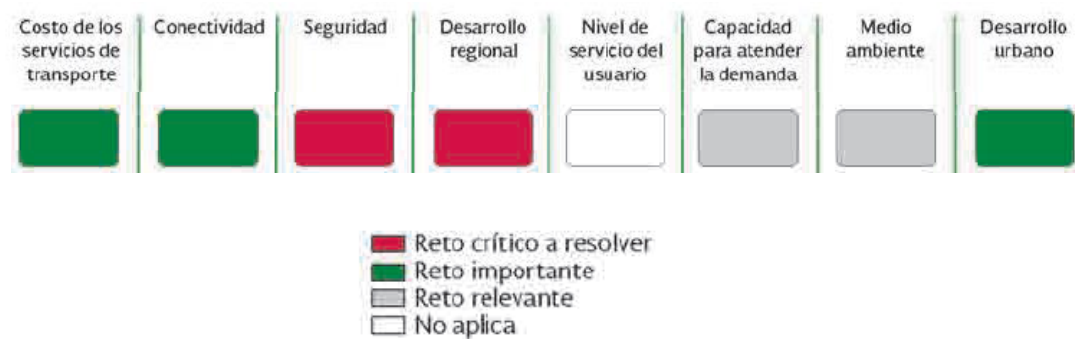 Costo de los
servicios de
transporte
Conectividad
Seguridad
Desarrollo
regional
Nivel de
servicio del
usuario
Capacidad
para atender
la demanda
Medio
ambiente
Desarrollo
urbano
Reto crítico a resolver
Reto importante
Reto relevante
No aplica